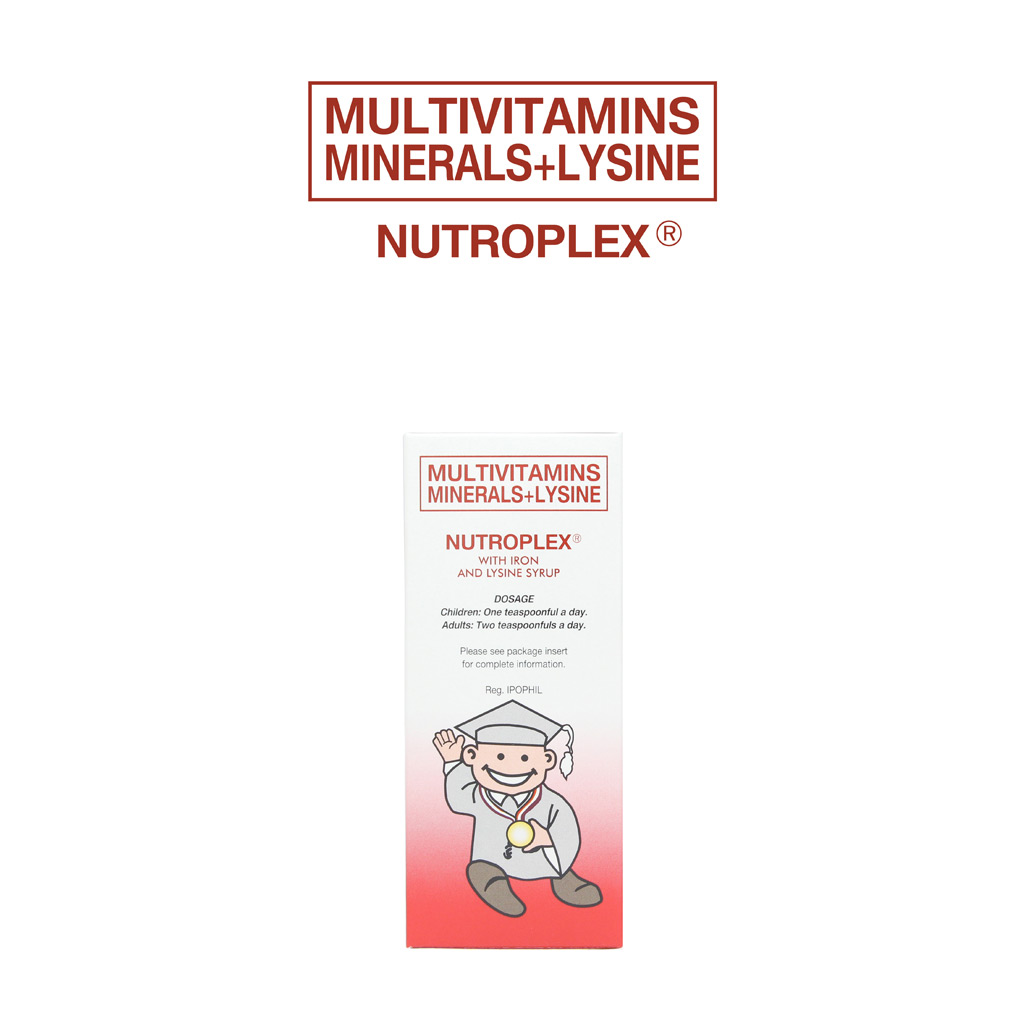 MULTIVITAMINS
MINERALS+LYSINE
NUTROPLEX®
MULTIVITAMINS
MINERALS+LYSINE
NUTROPLEX®
WITH IRON
AND LYSINE SYRUP
DOSAGE
Children: One teaspoonful a day.
Adults: Two teaspoonfuls a day.
Please see package insert
for complete information.
Reg. IPOPHIL